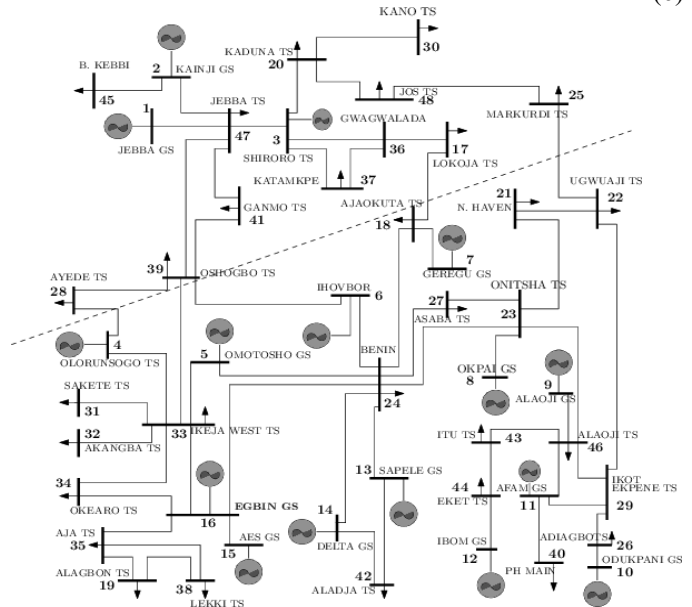 (b)
KANO TS
30
KADUNA TS
20
B. KEBBI
45
2
KAINJI GS
JOS TS
48
25
MARKURDI TS
1
JEBBA GS
JEBBA TS
47
3
SHIRORO TS
GWAGWALADA
36
17
LOKOJA TS
KATAMKPE
37
GANMO TS
41
AJAOKUTA TS
18
21
N. HAVEN
UGWUAJI TS
22
39
OSHOGBO TS
7
GEREGU GS
AYEDE TS
28
IHOVBOR
6
27
ASABA TS
ONITSHA TS
23
4
OLORUNSOGO TS
5
OMOTOSHO GS
BENIN
24
OKPAI GS
8
9
ALAOJI GS
SAKETE TS
31
32
AKANGBA TS
33
IKEJA WEST TS
ITU TS
43
ALAOJI TS
46
34
OKEARO TS
EGBIN GS
16
13
SAPELE GS
44
EKET TS
AFAM GS
11
IKOT
EKPENE TS
29
AJA TS
35
15
AES GS
14
DELTA GS
IBOM GS
12
ADIAGBOTS
26
ALAGBON TS
19
38
LEKKI TS
ALADJA TS
42
PH MAIN
40
ODUKPANI GS
10